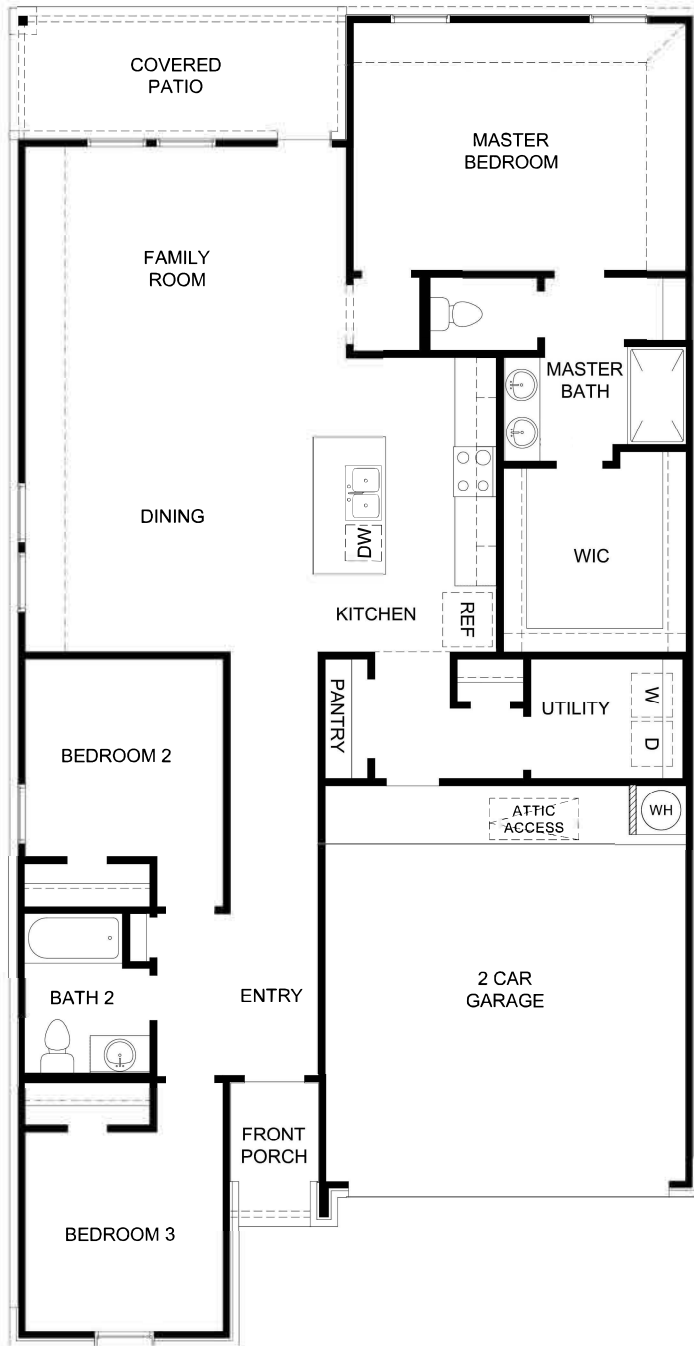 COVERED
PATIO
MASTER
BEDROOM
FAMILY
ROOM
MASTER
BATH
DINING
DW
WIC
KITCHEN
REF
PANTRY
UTILITY
W
D
BEDROOM 2
ATTIC
ACCESS
WH
2 CAR
GARAGE
BATH 2
ENTRY
FRONT
PORCH
BEDROOM 3